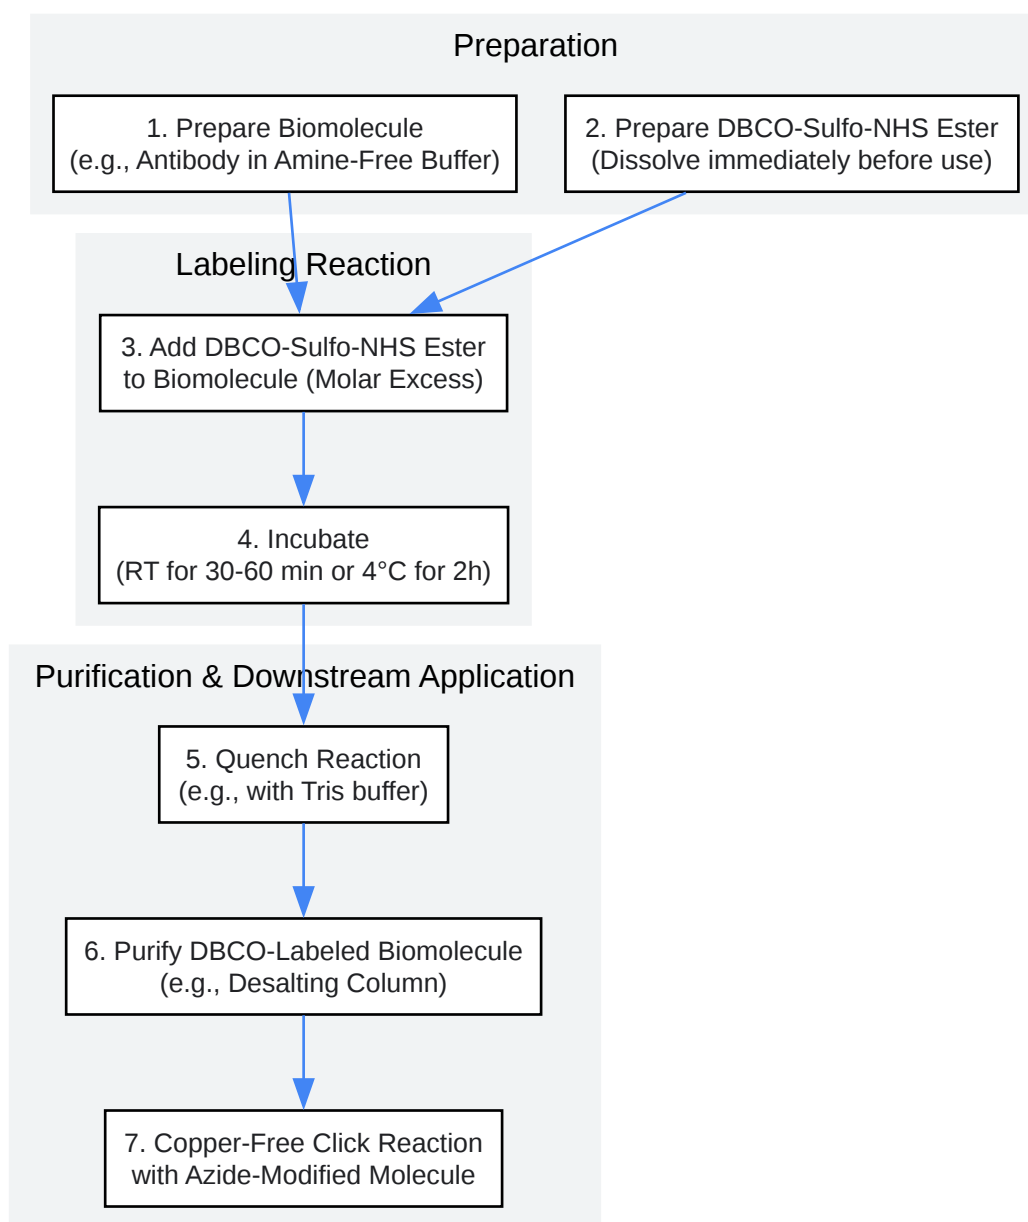 Preparation
1. Prepare Biomolecule
(e.g., Antibody in Amine-Free Buffer)
2. Prepare DBCO-Sulfo-NHS Ester
(Dissolve immediately before use)
Labeling Reaction
3. Add DBCO-Sulfo-NHS Ester
to Biomolecule (Molar Excess)
4. Incubate
(RT for 30-60 min or 4°C for 2h)
Purification & Downstream Application
5. Quench Reaction
(e.g., with Tris buffer)
6. Purify DBCO-Labeled Biomolecule
(e.g., Desalting Column)
7. Copper-Free Click Reaction
with Azide-Modified Molecule